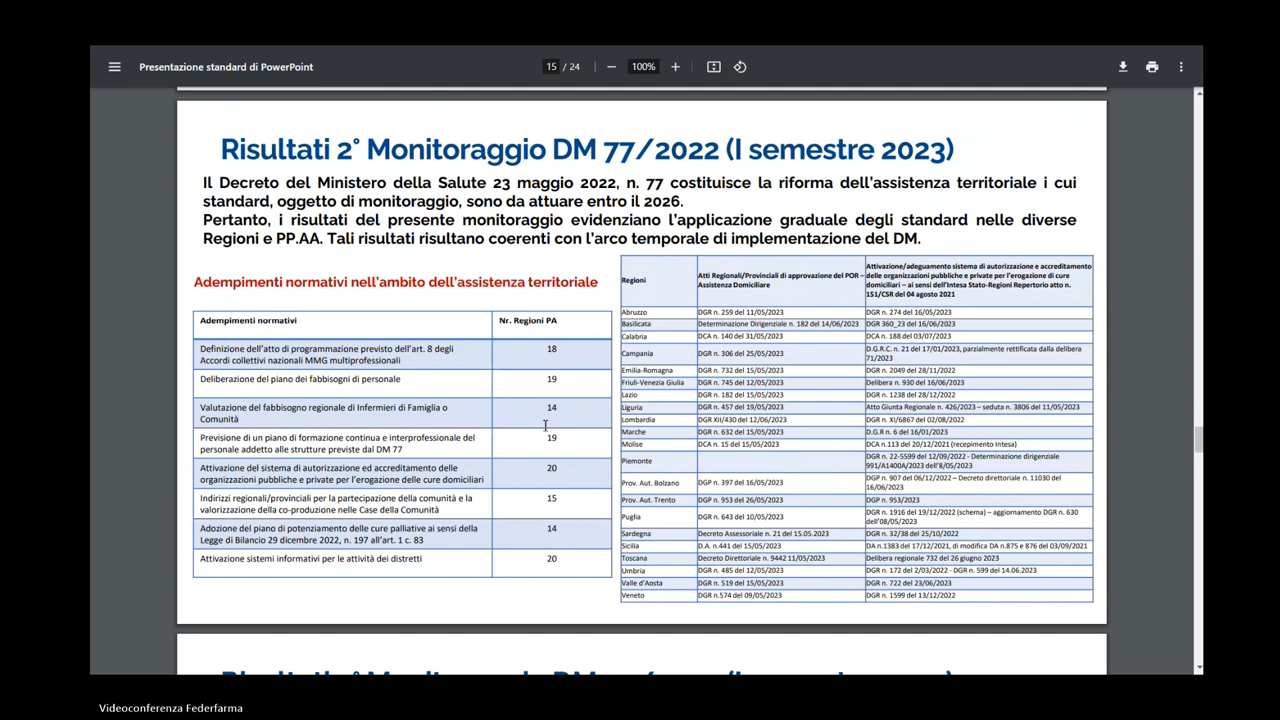 Presentazione standard di PowerPoint
15 / 24
100%
Risultati 2° Monitoraggio DM 77/2022 (I semestre 2023)
Il Decreto del Ministero della Salute 23 maggio 2022, n. 77 costituisce la riforma dell'assistenza territoriale i cui
standard, oggetto di monitoraggio, sono da attuare entro il 2026.
Pertanto, i risultati del presente monitoraggio evidenziano l'applicazione graduale degli standard nelle diverse
Regioni e PP.AA. Tali risultati risultano coerenti con l'arco temporale di implementazione del DM.
Adempimenti normativi nell'ambito dell'assistenza territoriale
Adempimenti normativi Nr. Regioni PA
Definizione dell'atto di programmazione previsto dell'art. 8 degli 18
Accordi collettivi nazionali MMG multiprofessionali
Deliberazione del piano dei fabbisogni di personale 19
Valutazione del fabbisogno regionale di Infermieri di Famiglia o 14
Comunità
Previsione di un piano di formazione continua e interprofessionale del 19
personale addetto alle strutture previste dal DM 77
Attivazione del sistema di autorizzazione ed accreditamento delle 20
organizzazioni pubbliche e private per l'erogazione delle cure domiciliari
Indirizzi regionali/provinciali per la partecipazione della comunità e la 15
valorizzazione della co-produzione nelle Case della Comunità
Adozione del piano di potenziamento delle cure palliative ai sensi della 14
Legge di Bilancio 29 dicembre 2022, n. 197 all'art. 1 c. 83
Attivazione sistemi informativi per le attività dei distretti 20
Regioni
Atti Regionali/Provinciali di approvazione del POR –
Assistenza Domiciliare
Attivazione/adeguamento sistema di autorizzazione e accreditamento
delle organizzazioni pubbliche e private per l'erogazione di cure
domiciliari – ai sensi dell'Intesa Stato-Regioni Repertorio atto n.
151/CSR del 04 agosto 2021
Abruzzo DGR n. 259 del 11/05/2023 DGR n. 274 del 16/05/2023
Basilicata Determinazione Dirigenziale n. 182 del 14/06/2023 DGR 360_23 del 16/06/2023
Calabria DCA n. 140 del 31/05/2023 DCA n. 188 del 03/07/2023
Campania DGR n. 306 del 25/05/2023 D.G.R.C. n. 21 del 17/01/2023, parzialmente rettificata dalla delibera
71/2023
Emilia-Romagna DGR n. 732 del 15/05/2023 DGR n. 2049 del 28/11/2022
Friuli-Venezia Giulia DGR n. 745 del 12/05/2023 Delibera n. 930 del 16/06/2023
Lazio DGR n. 182 del 15/05/2023 DGR n. 1238 del 28/12/2022
Liguria DGR n. 457 del 19/05/2023 Atto Giunta Regionale n. 426/2023 – seduta n. 3806 del 11/05/2023
Lombardia DGR XII/430 del 12/06/2023 DGR n. XI/6867 del 02/08/2022
Marche DGR n. 632 del 15/05/2023 D.G.R n. 6 del 16/01/2023
Molise DCA n. 15 del 15/05/2023 DCA n.113 del 20/12/2021 (recepimento Intesa)
Piemonte DGR n. 22-5599 del 12/09/2022 - Determinazione dirigenziale
991/A1400A/2023 dell'8/05/2023
Prov. Aut. Bolzano DGP n. 397 del 16/05/2023 DGP n. 907 del 06/12/2022 – Decreto direttoriale n. 11030 del
16/06/2023
Prov. Aut. Trento DGP n. 953 del 26/05/2023 DGP n. 953/2023
Puglia DGR n. 643 del 10/05/2023 DGR n. 1916 del 19/12/2022 (schema) – aggiornamento DGR n. 630
dell'08/05/2023
Sardegna Decreto Assessoriale n. 21 del 15.05.2023 DGR n. 32/38 del 25/10/2022
Sicilia D.A. n.441 del 15/05/2023 DA n.1383 del 17/12/2021, di modifica DA n.875 e 876 del 03/09/2021
Toscana Decreto Direttoriale n. 9442 11/05/2023 Delibera regionale 732 del 26 giugno 2023
Umbria DGR n. 485 del 12/05/2023 DGR n. 172 del 2/03/2022 - DGR n. 599 del 14.06.2023
Valle d'Aosta DGR n. 519 del 15/05/2023 DGR n. 722 del 23/06/2023
Veneto DGR n.574 del 09/05/2023 DGR n. 1599 del 13/12/2022
Videoconferenza Federfarma